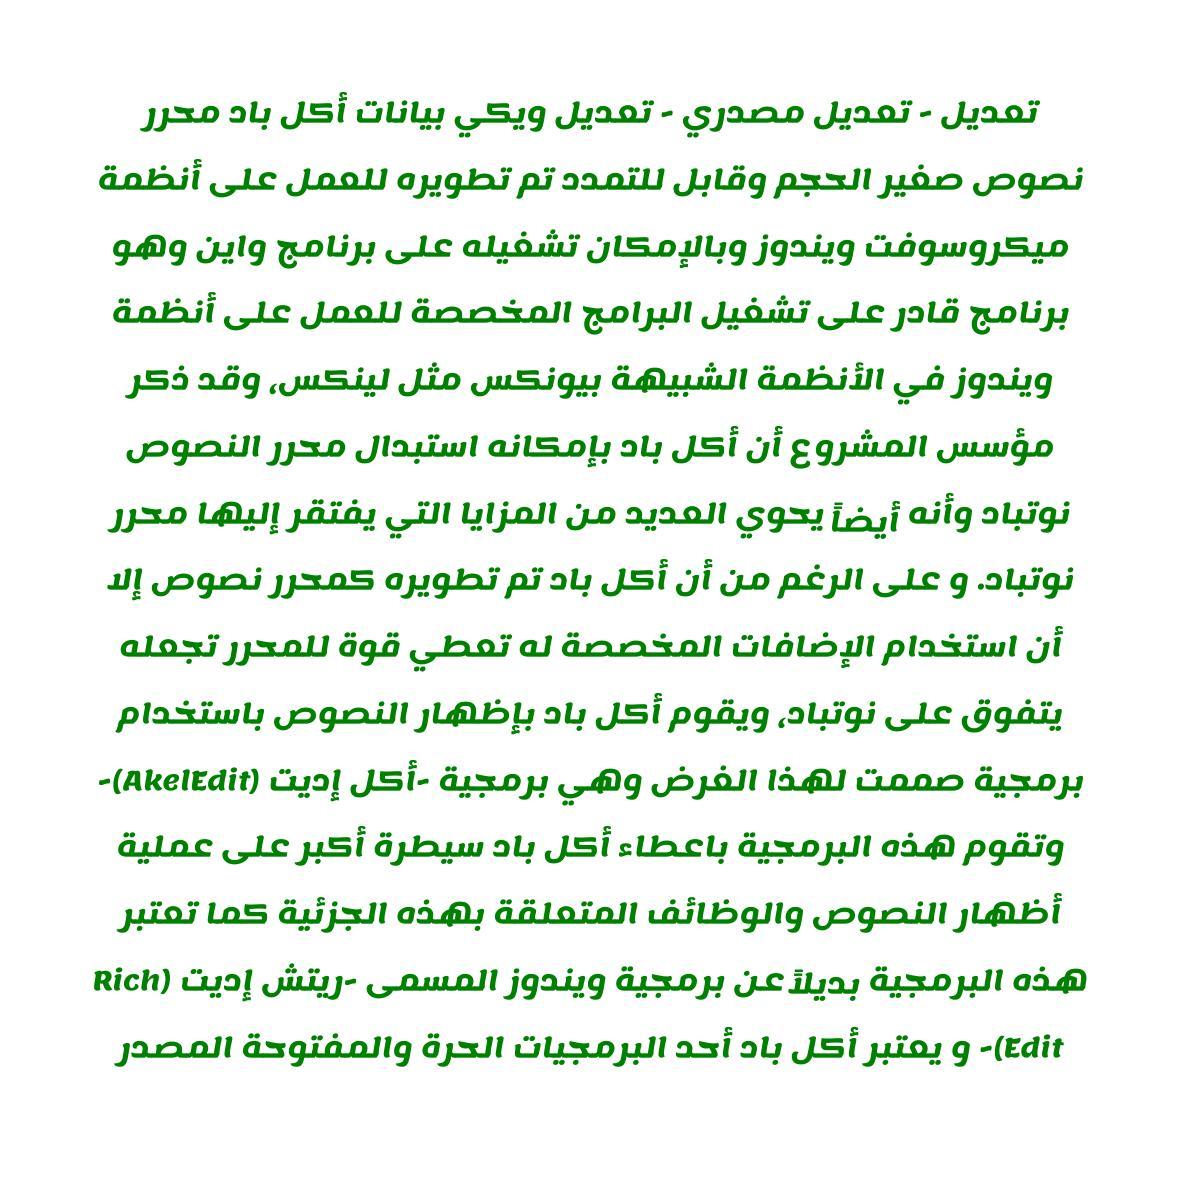 تعديل - تعديل مصدري - تعديل ويكي بيانات أكل باد محرر
نصوص صغير الحجم وقابل للتمدد تم تطويره للعمل على أنظمة
ميكروسوفت ويندوز وبالإمكان تشغيله على برنامج واين وهو
برنامج قادر على تشغيل البرامج المخصصة للعمل على أنظمة
ويندوز في الأنظمة الشبيهة بيونكس مثل لينكس، وقد ذكر
مؤسس المشروع أن أكل باد بإمكانه استبدال محرر النصوص
نوتباد وأنه أيضاً يحوي العديد من المزايا التي يفتقر إليها محرر
نوتباد. و على الرغم من أن أكل باد تم تطويره كمحرر نصوص إلا
أن استخدام الإضافات المخصصة له تعطي قوة للمحرر تجعله
يتفوق على نوتباد، ويقوم أكل باد بإظهار النصوص باستخدام
برمجية صممت لهذا الغرض وهي برمجية -أكل إديت (AkelEdit)-
وتقوم هذه البرمجية باعطاء أكل باد سيطرة أكبر على عملية
أظهار النصوص والوظائف المتعلقة بهذه الجزئية كما تعتبر
هذه البرمجية بديلاً عن برمجية ويندوز المسمى -ريتش إديت (Rich
Edit)- و يعتبر أكل باد أحد البرمجيات الحرة والمفتوحة المصدر